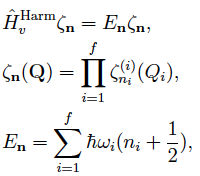 Ĥ_v^Harm ζ_n = E_n ζ_n,
ζ_n(Q) = ∏_{i=1}^{f} ζ_{n_i}^{(i)}(Q_i),
E_n = ∑_{i=1}^{f} ħω_i(n_i + 1/2),